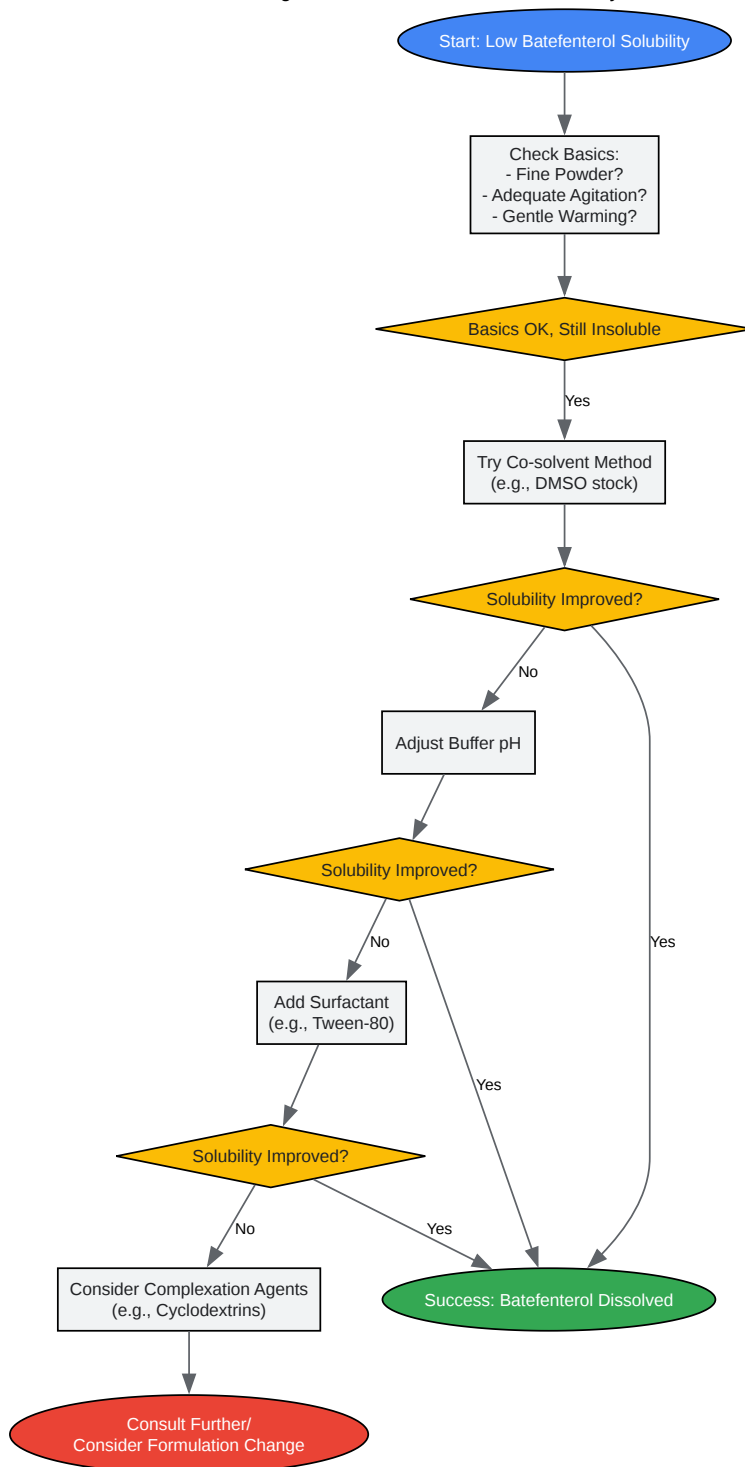 Start: Low Batefenterol Solubility
Check Basics:
- Fine Powder?
- Adequate Agitation?
- Gentle Warming?
Basics OK, Still Insoluble
Yes
Try Co-solvent Method
(e.g., DMSO stock)
Solubility Improved?
No
Adjust Buffer pH
Solubility Improved?
No
Yes
Add Surfactant
(e.g., Tween-80)
Yes
Solubility Improved?
No
Yes
Consider Complexation Agents
(e.g., Cyclodextrins)
Success: Batefenterol Dissolved
Consult Further/
Consider Formulation Change